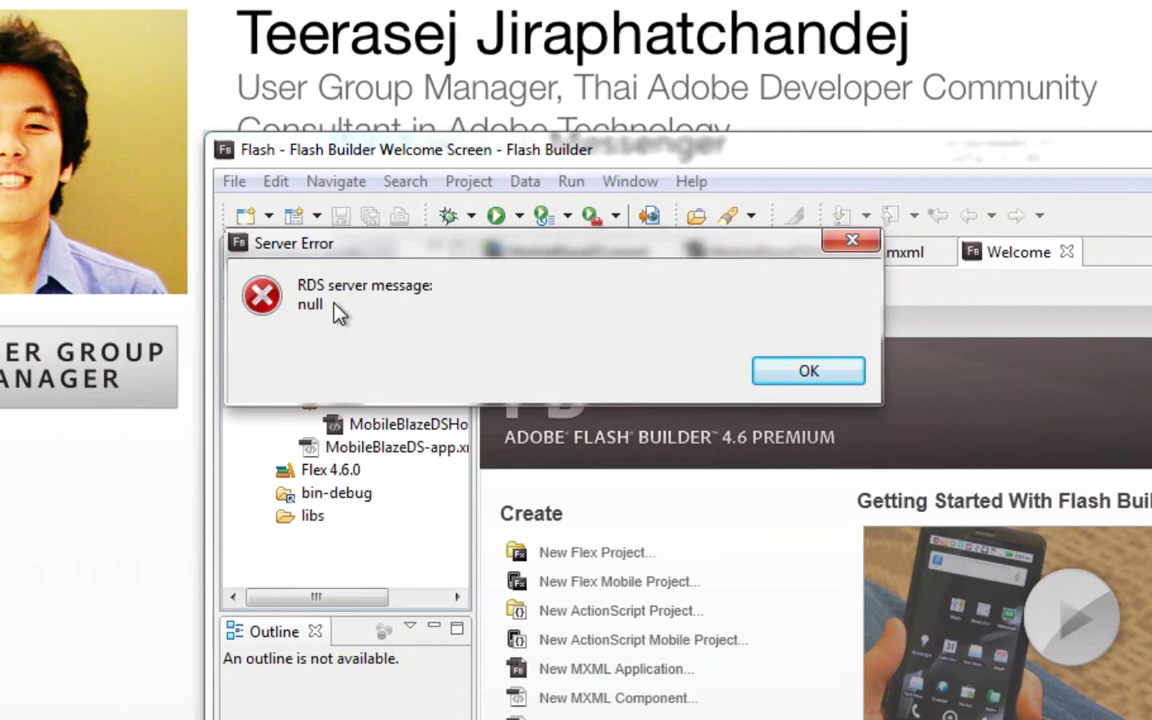 Teerasej Jiraphatchandej
User Group Manager, Thai Adobe Developer Community
Consultant in Adobe Technology
Messenger
Flash - Flash Builder Welcome Screen - Flash Builder
File Edit Navigate Search Project Data Run Window Help
Server Error
.mxml Welcome
RDS server message:
null
OK
ER GROUP
ANAGER
MobileBlazeDSHo
MobileBlazeDS-app.x
Flex 4.6.0
bin-debug
libs
ADOBE® FLASH® BUILDER™ 4.6 PREMIUM
Create
Getting Started With Flash Buil
New Flex Project...
New Flex Mobile Project...
New ActionScript Project...
New ActionScript Mobile Project...
New MXML Application...
New MXML Component...
Outline
An outline is not available.